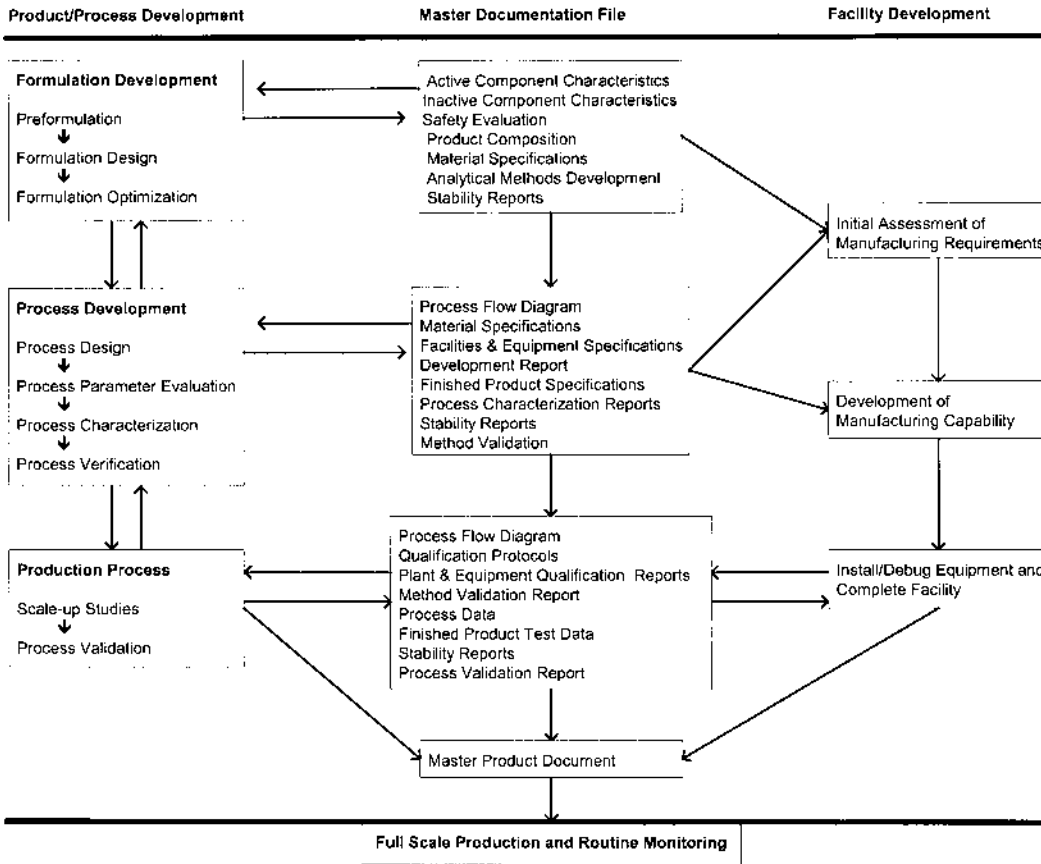 Product/Process Development
Master Documentation File
Facility Development
Formulation Development
Preformulation
Formulation Design
Formulation Optimization
Active Component Characteristics
Inactive Component Characteristics
Safety Evaluation
Product Composition
Material Specifications
Analytical Methods Development
Stability Reports
Initial Assessment of
Manufacturing Requirements
Process Development
Process Design
Process Parameter Evaluation
Process Characterization
Process Verification
Process Flow Diagram
Material Specifications
Facilities & Equipment Specifications
Development Report
Finished Product Specifications
Process Characterization Reports
Stability Reports
Method Validation
Development of
Manufacturing Capability
Production Process
Scale-up Studies
Process Validation
Process Flow Diagram
Qualification Protocols
Plant & Equipment Qualification Reports
Method Validation Report
Process Data
Finished Product Test Data
Stability Reports
Process Validation Report
Install/Debug Equipment and
Complete Facility
Master Product Document
Full Scale Production and Routine Monitoring